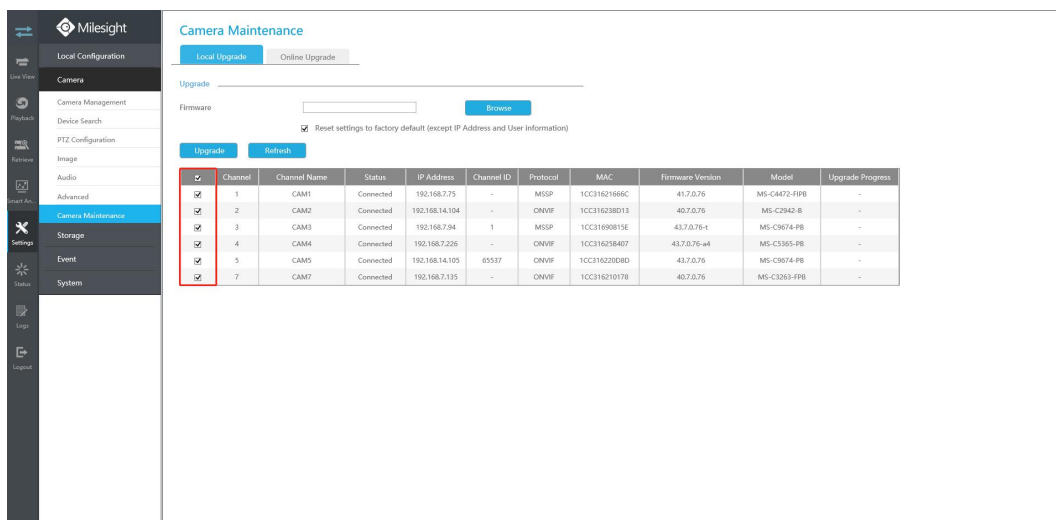 Milesight
Live View
Playback
Retrieve
Smart An...
Settings
Status
Logs
Logout
Local Configuration
Camera
Camera Management
Device Search
PTZ Configuration
Image
Audio
Advanced
Camera Maintenance
Storage
Event
System
Camera Maintenance
Local Upgrade Online Upgrade
Upgrade
Firmware Browse
Reset settings to factory default (except IP Address and User information)
Upgrade Refresh
Channel Channel Name Status IP Address Channel ID Protocol MAC Firmware Version Model Upgrade Progress
1 CAM1 Connected 192.168.7.75 - MSSP 1CC31621666C 41.7.0.76 MS-C4472-FIPB -
2 CAM2 Connected 192.168.14.104 - ONVIF 1CC316238D13 40.7.0.76 MS-C2942-B -
3 CAM3 Connected 192.168.7.94 1 MSSP 1CC31690815E 43.7.0.76-t MS-C9674-PB -
4 CAM4 Connected 192.168.7.226 - ONVIF 1CC316258407 43.7.0.76-a4 MS-C5365-PB -
5 CAM5 Connected 192.168.14.105 65537 ONVIF 1CC316220D8D 43.7.0.76 MS-C9674-PB -
7 CAM7 Connected 192.168.7.135 - ONVIF 1CC316210178 40.7.0.76 MS-C3263-FPB -